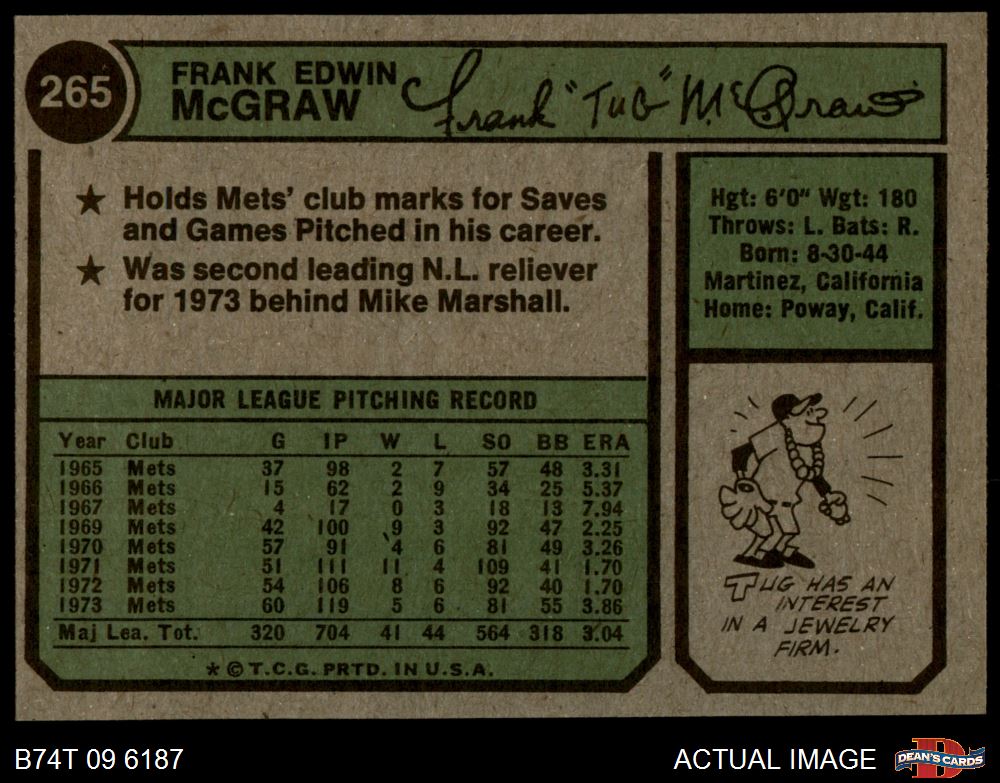 265
FRANK EDWIN
McGRAW
Frank "Tug" McGraw
★ Holds Mets' club marks for Saves
and Games Pitched in his career.
★ Was second leading N.L. reliever
for 1973 behind Mike Marshall.
Hgt: 6'0" Wgt: 180
Throws: L. Bats: R.
Born: 8-30-44
Martinez, California
Home: Poway, Calif.
MAJOR LEAGUE PITCHING RECORD
Year Club G IP W L SO BB ERA
1965 Mets 37 98 2 7 57 48 3.31
1966 Mets 15 62 2 9 34 25 5.37
1967 Mets 4 17 0 3 18 13 7.94
1969 Mets 42 100 9 3 92 47 2.25
1970 Mets 57 91 4 6 81 49 3.26
1971 Mets 51 111 11 4 109 41 1.70
1972 Mets 54 106 8 6 92 40 1.70
1973 Mets 60 119 5 6 81 55 3.86
Maj Lea. Tot. 320 704 41 44 564 318 3.04
* © T.C.G. PRTD. IN U.S.A.
TUG HAS AN
INTEREST
IN A JEWELRY
FIRM.
B74T 09 6187
ACTUAL IMAGE
D
DEAN'S CARDS